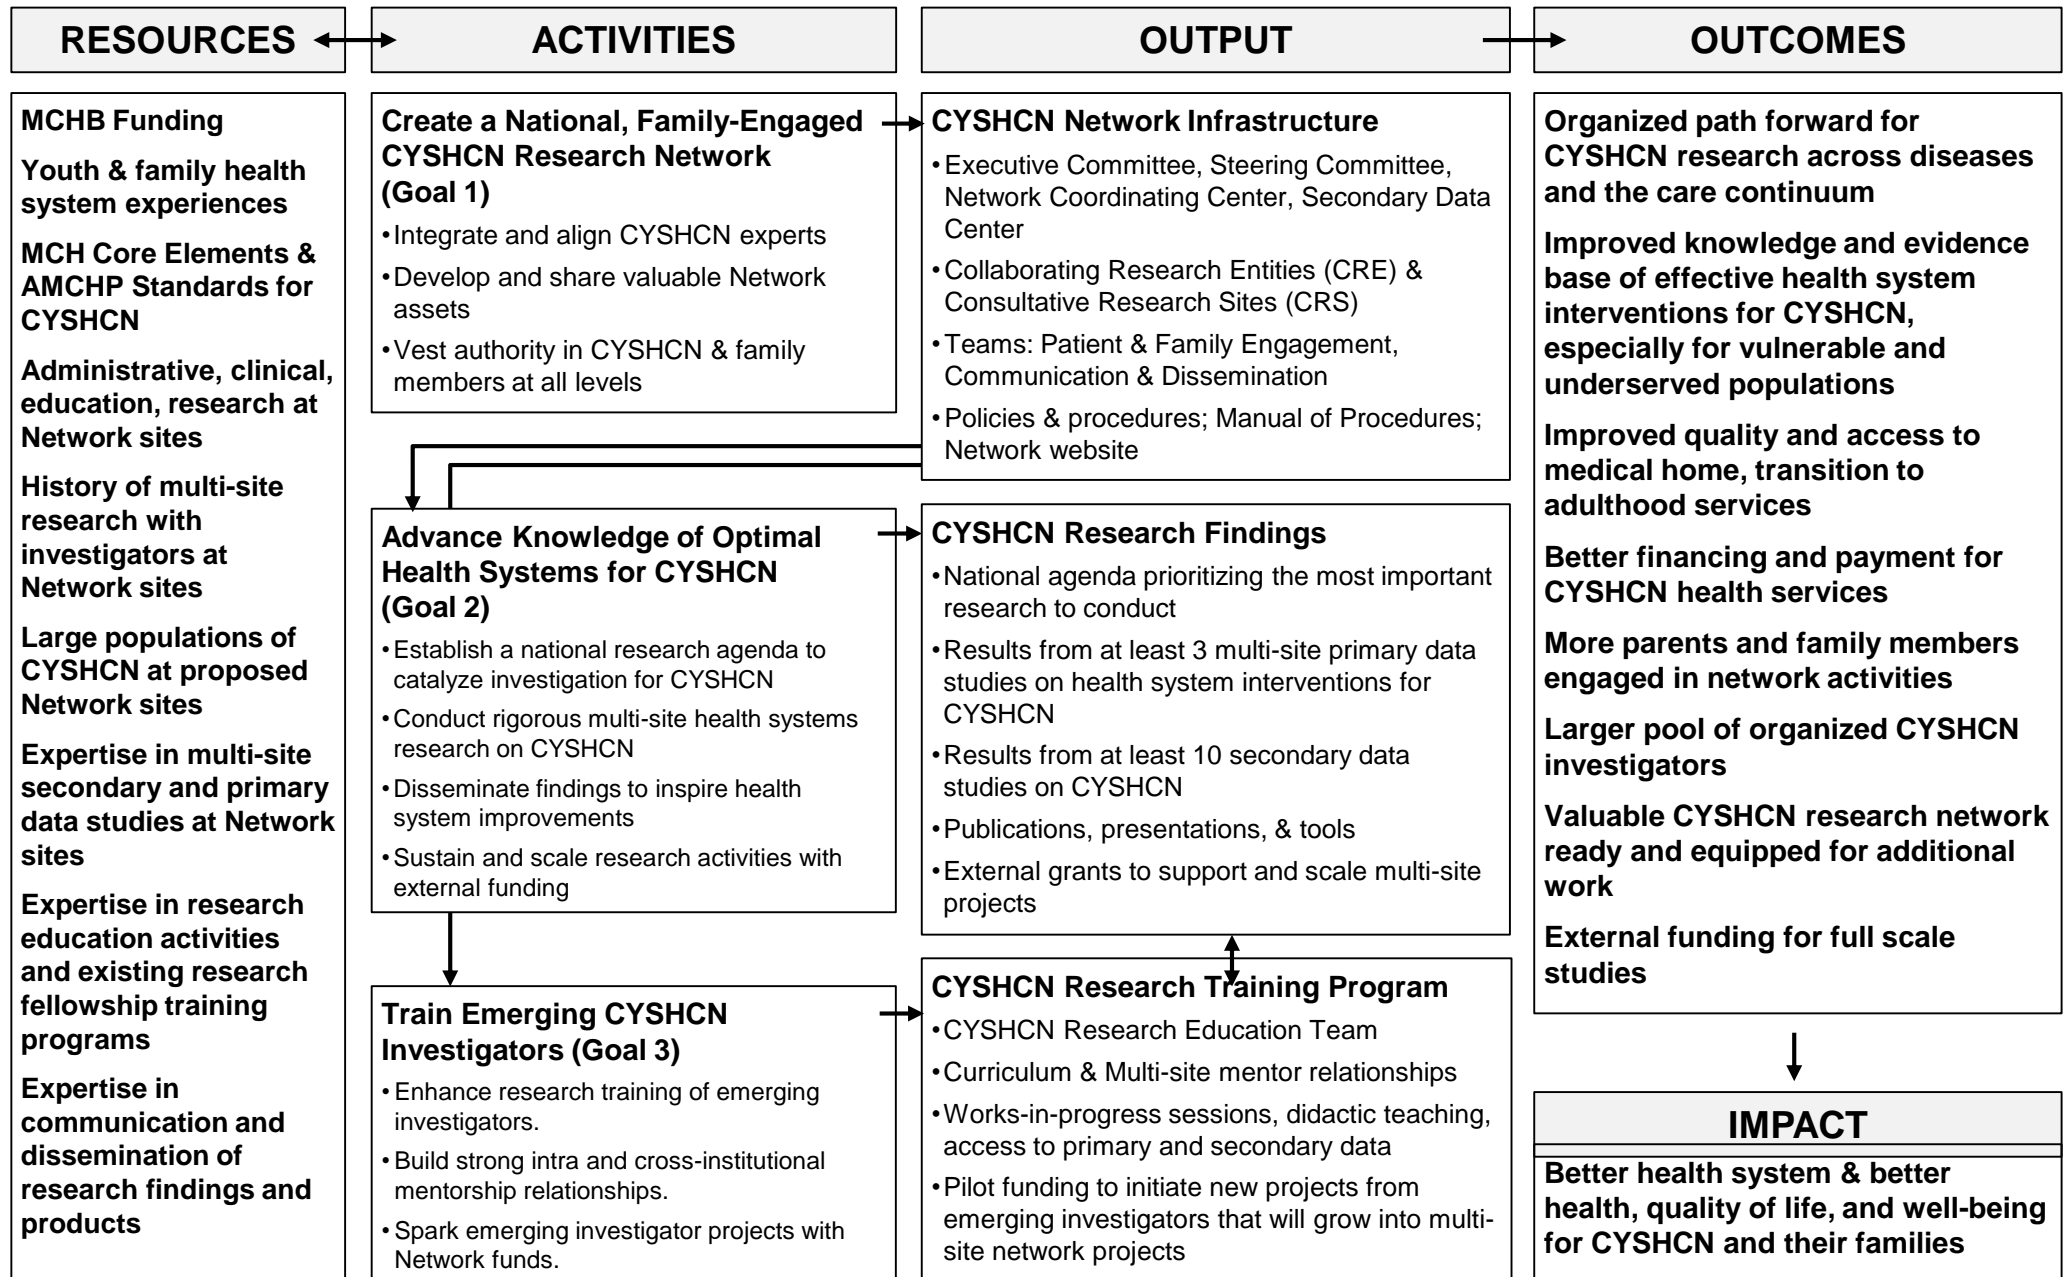 RESOURCES
ACTIVITIES
OUTPUT
OUTCOMES
MCHB Funding
Youth & family health
system experiences
MCH Core Elements &
AMCHP Standards for
CYSHCN
Administrative, clinical,
education, research at
Network sites
History of multi-site
research with
investigators at
Network sites
Large populations of
CYSHCN at proposed
Network sites
Expertise in multi-site
secondary and primary
data studies at Network
sites
Expertise in research
education activities
and existing research
fellowship training
programs
Expertise in
communication and
dissemination of
research findings and
products
Create a National, Family-Engaged
CYSHCN Research Network
(Goal 1)
•Integrate and align CYSHCN experts
•Develop and share valuable Network
assets
•Vest authority in CYSHCN & family
members at all levels
Advance Knowledge of Optimal
Health Systems for CYSHCN
(Goal 2)
•Establish a national research agenda to
catalyze investigation for CYSHCN
•Conduct rigorous multi-site health systems
research on CYSHCN
•Disseminate findings to inspire health
system improvements
•Sustain and scale research activities with
external funding
Train Emerging CYSHCN
Investigators (Goal 3)
•Enhance research training of emerging
investigators.
•Build strong intra and cross-institutional
mentorship relationships.
•Spark emerging investigator projects with
Network funds.
CYSHCN Network Infrastructure
•Executive Committee, Steering Committee,
Network Coordinating Center, Secondary Data
Center
•Collaborating Research Entities (CRE) &
Consultative Research Sites (CRS)
•Teams: Patient & Family Engagement,
Communication & Dissemination
•Policies & procedures; Manual of Procedures;
Network website
CYSHCN Research Findings
•National agenda prioritizing the most important
research to conduct
•Results from at least 3 multi-site primary data
studies on health system interventions for
CYSHCN
•Results from at least 10 secondary data
studies on CYSHCN
•Publications, presentations, & tools
•External grants to support and scale multi-site
projects
CYSHCN Research Training Program
•CYSHCN Research Education Team
•Curriculum & Multi-site mentor relationships
•Works-in-progress sessions, didactic teaching,
access to primary and secondary data
•Pilot funding to initiate new projects from
emerging investigators that will grow into multi-
site network projects
Organized path forward for
CYSHCN research across diseases
and the care continuum
Improved knowledge and evidence
base of effective health system
interventions for CYSHCN,
especially for vulnerable and
underserved populations
Improved quality and access to
medical home, transition to
adulthood services
Better financing and payment for
CYSHCN health services
More parents and family members
engaged in network activities
Larger pool of organized CYSHCN
investigators
Valuable CYSHCN research network
ready and equipped for additional
work
External funding for full scale
studies
IMPACT
Better health system & better
health, quality of life, and well-being
for CYSHCN and their families